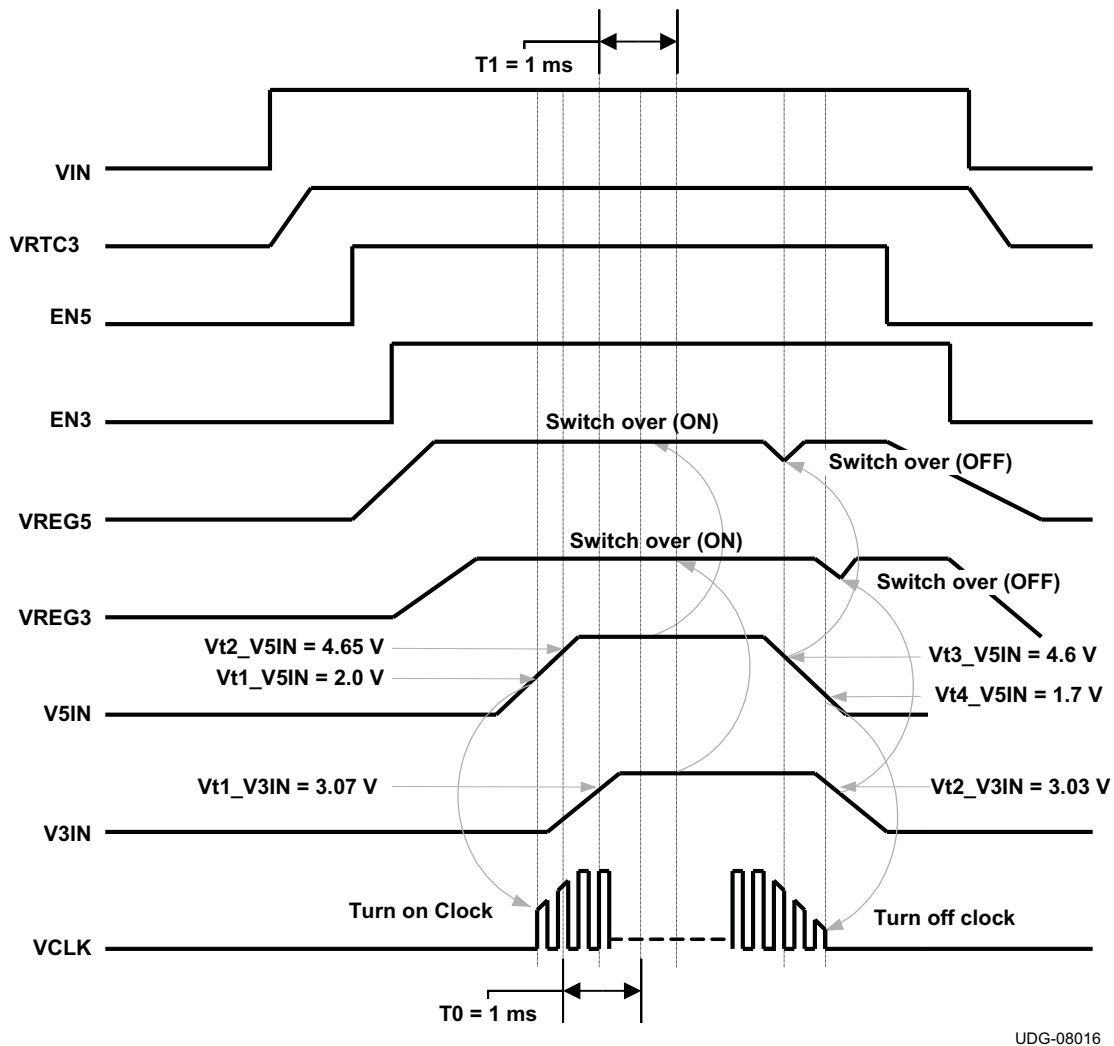 T1 = 1 ms
VIN
VRTC3
EN5
EN3
Switch over (ON)
Switch over (OFF)
VREG5
Switch over (ON)
Switch over (OFF)
VREG3
Vt2_V5IN = 4.65 V
Vt3_V5IN = 4.6 V
Vt1_V5IN = 2.0 V
Vt4_V5IN = 1.7 V
V5IN
Vt1_V3IN = 3.07 V
Vt2_V3IN = 3.03 V
V3IN
Turn on Clock
Turn off clock
VCLK
T0 = 1 ms
UDG-08016